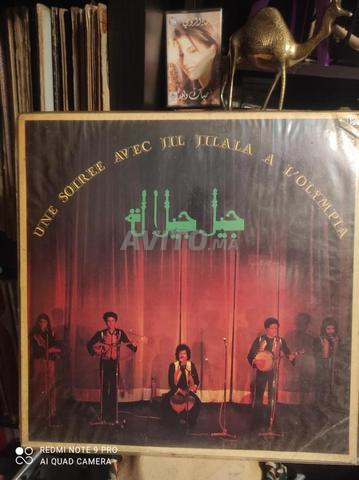 UNE SOIREE AVEC JIL JILALA A L'OLYMPIA
جيل جيلالة
AVITO.MA
REDMI NOTE 9 PRO
AI QUAD CAMERA